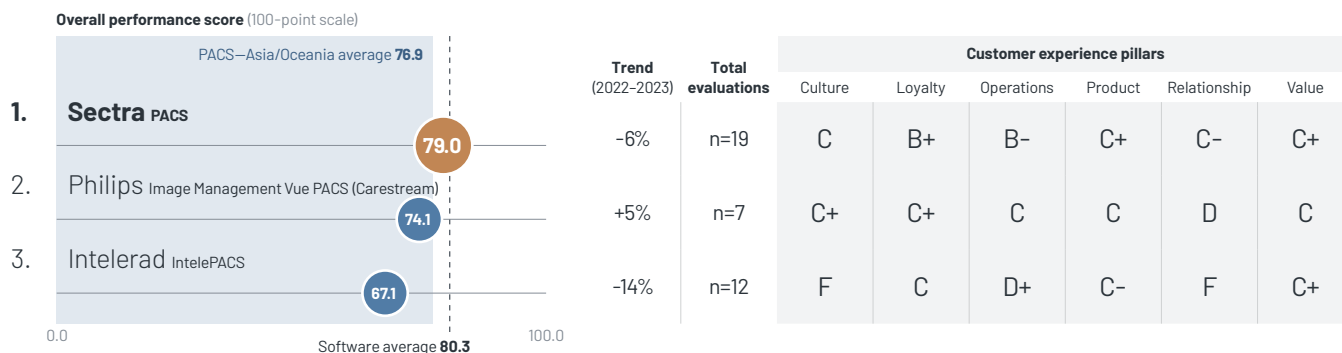 Overall performance score (100-point scale)
PACS—Asia/Oceania average 76.9
Customer experience pillars
Trend
(2022–2023)
Total
evaluations
Culture Loyalty Operations Product Relationship Value
1. Sectra PACS
79.0
-6% n=19 C B+ B- C+ C- C+
2. Philips Image Management Vue PACS (Carestream)
74.1
+5% n=7 C+ C+ C C D C
3. Intelerad IntelePACS
67.1
-14% n=12 F C D+ C- F C+
0.0 100.0
Software average 80.3